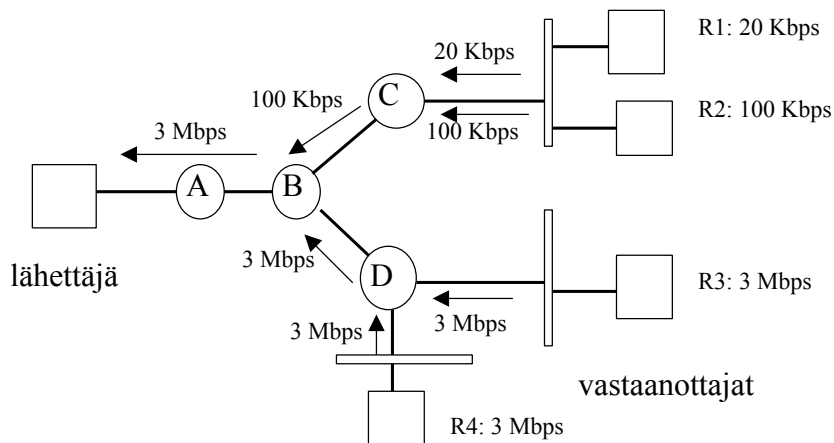 R1: 20 Kbps
20 Kbps
C
100 Kbps
R2: 100 Kbps
100 Kbps
3 Mbps
A
B
lähettäjä
3 Mbps
D
R3: 3 Mbps
3 Mbps
3 Mbps
vastaanottajat
R4: 3 Mbps